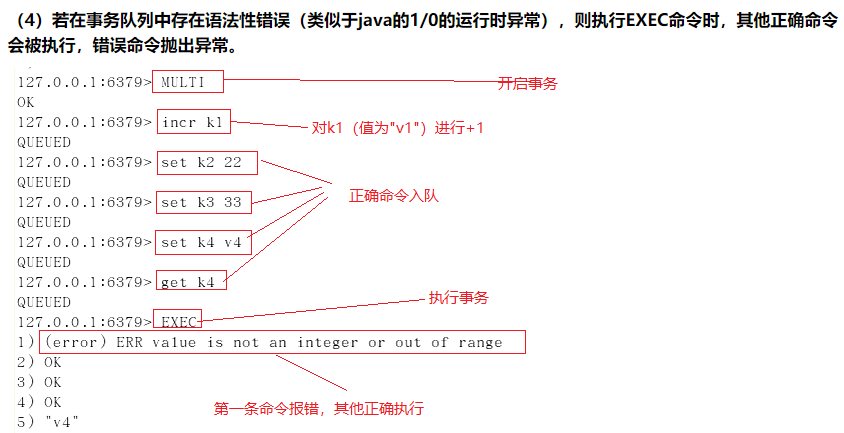 （4）若在事务队列中存在语法性错误（类似于java的1/0的运行时异常），则执行EXEC命令时，其他正确命令
会被执行，错误命令抛出异常。
127.0.0.1:6379> MULTI 开启事务
OK
127.0.0.1:6379> incr k1 对k1（值为"v1"）进行+1
QUEUED
127.0.0.1:6379> set k2 22
QUEUED
127.0.0.1:6379> set k3 33 正确命令入队
QUEUED
127.0.0.1:6379> set k4 v4
QUEUED
127.0.0.1:6379> get k4
QUEUED
127.0.0.1:6379> EXEC 执行事务
1) (error) ERR value is not an integer or out of range
2) OK
3) OK
4) OK 第一条命令报错，其他正确执行
5) "v4"